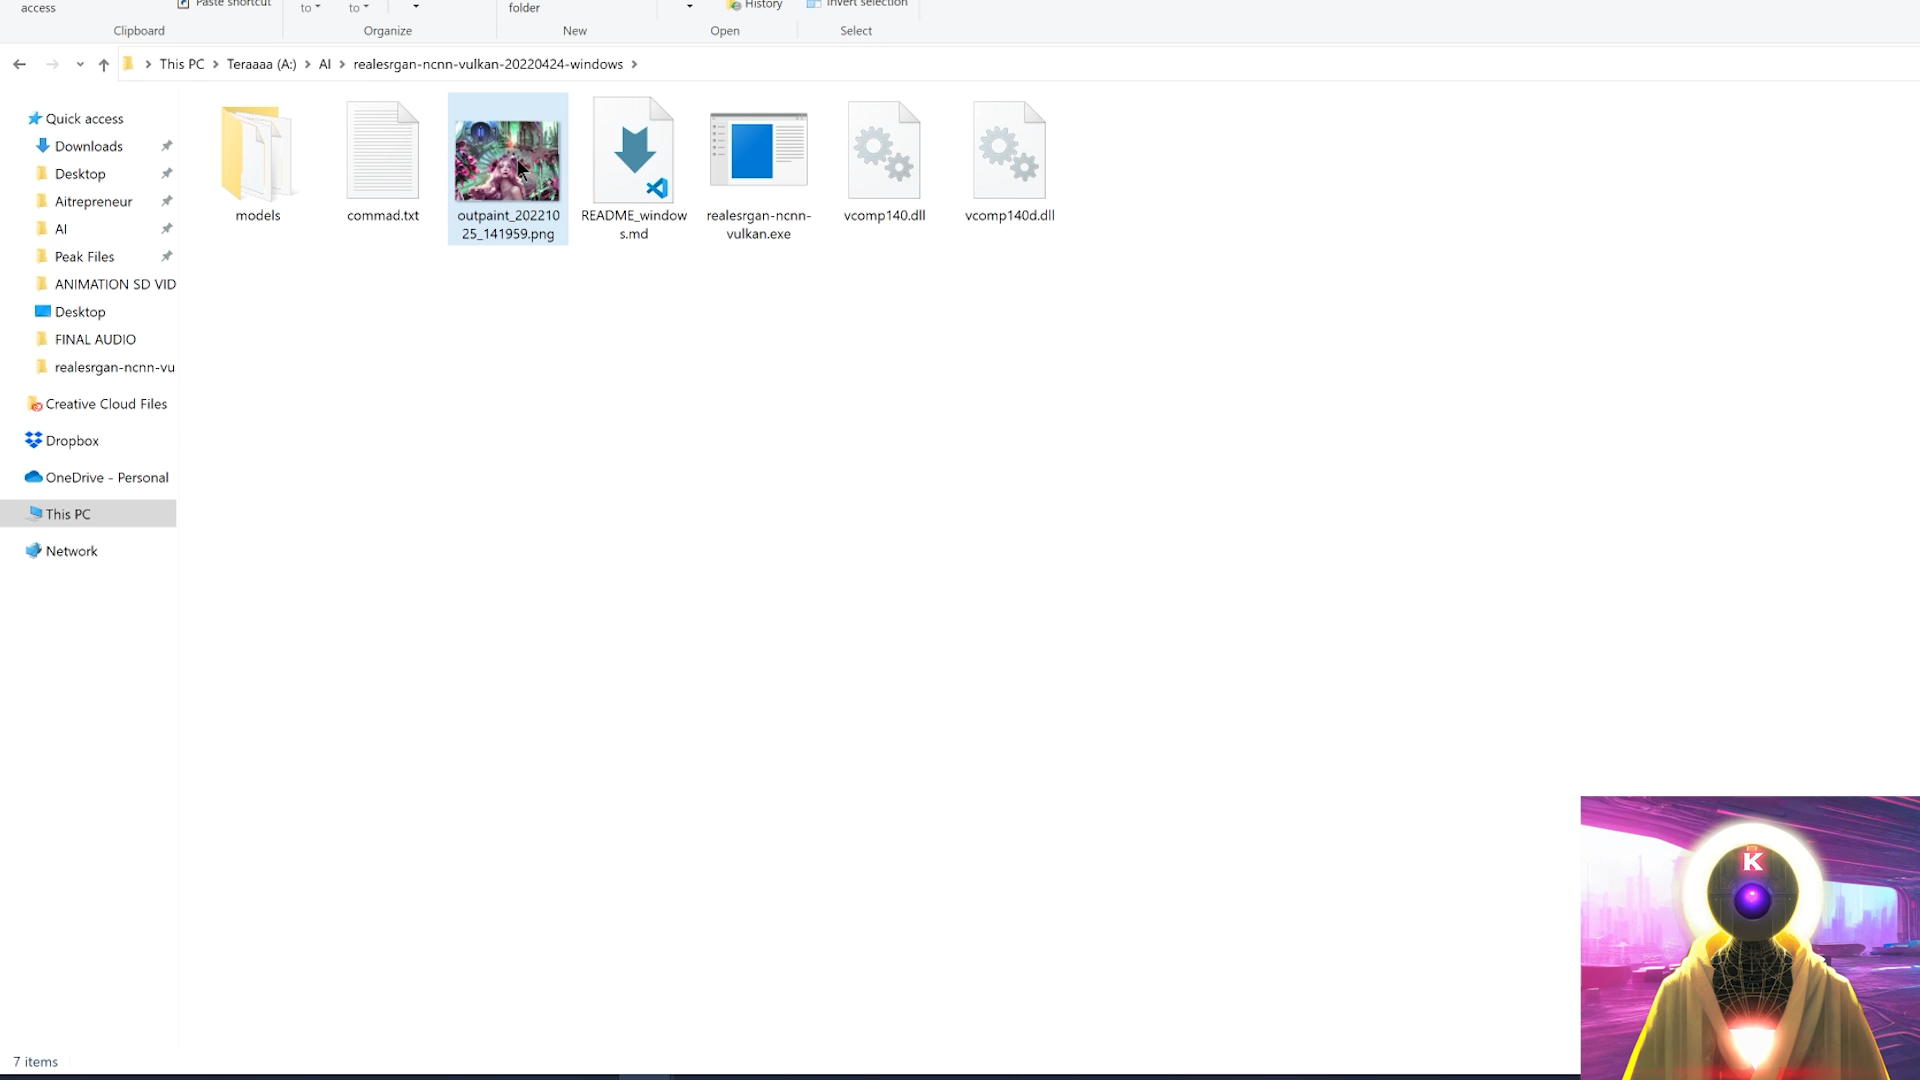 access
Paste shortcut
to
to
folder
History
Invert selection
Clipboard
Organize
New
Open
Select
This PC
Teraaaa (A:)
AI
realesrgan-ncnn-vulkan-20220424-windows
Quick access
Downloads
Desktop
Aitrepreneur
AI
Peak Files
ANIMATION SD VID
Desktop
FINAL AUDIO
realesrgan-ncnn-vu
Creative Cloud Files
Dropbox
OneDrive - Personal
This PC
Network
models
commad.txt
outpaint_202210
25_141959.png
README_window
s.md
realesrgan-ncnn-
vulkan.exe
vcomp140.dll
vcomp140d.dll
7 items
K